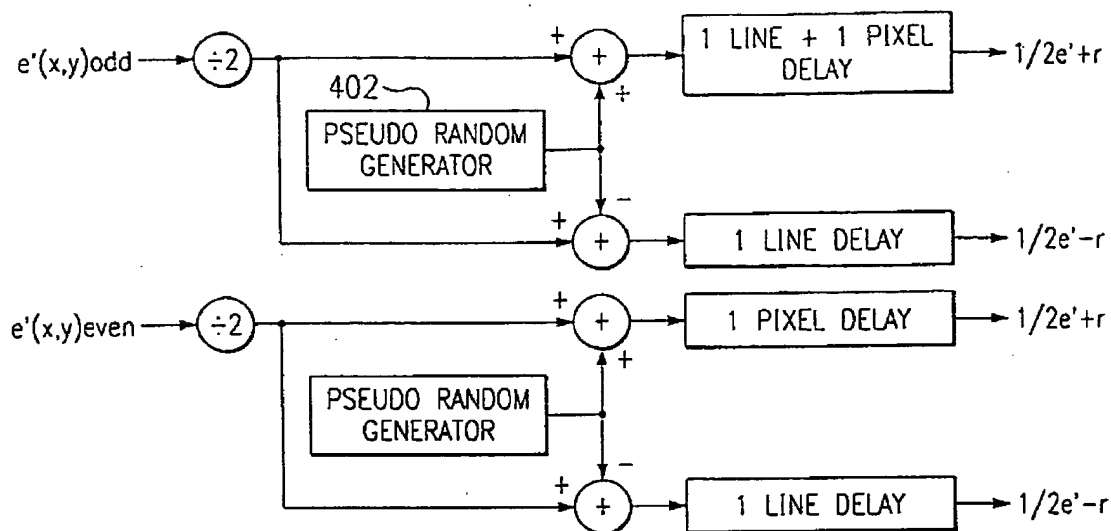 e'(x,y)odd
÷2
+
+
÷
1 LINE + 1 PIXEL
DELAY
1/2e'+r
402
PSEUDO RANDOM
GENERATOR
−
+
+
1 LINE DELAY
1/2e'−r
e'(x,y)even
÷2
+
+
+
1 PIXEL DELAY
1/2e'+r
PSEUDO RANDOM
GENERATOR
−
+
+
1 LINE DELAY
1/2e'−r